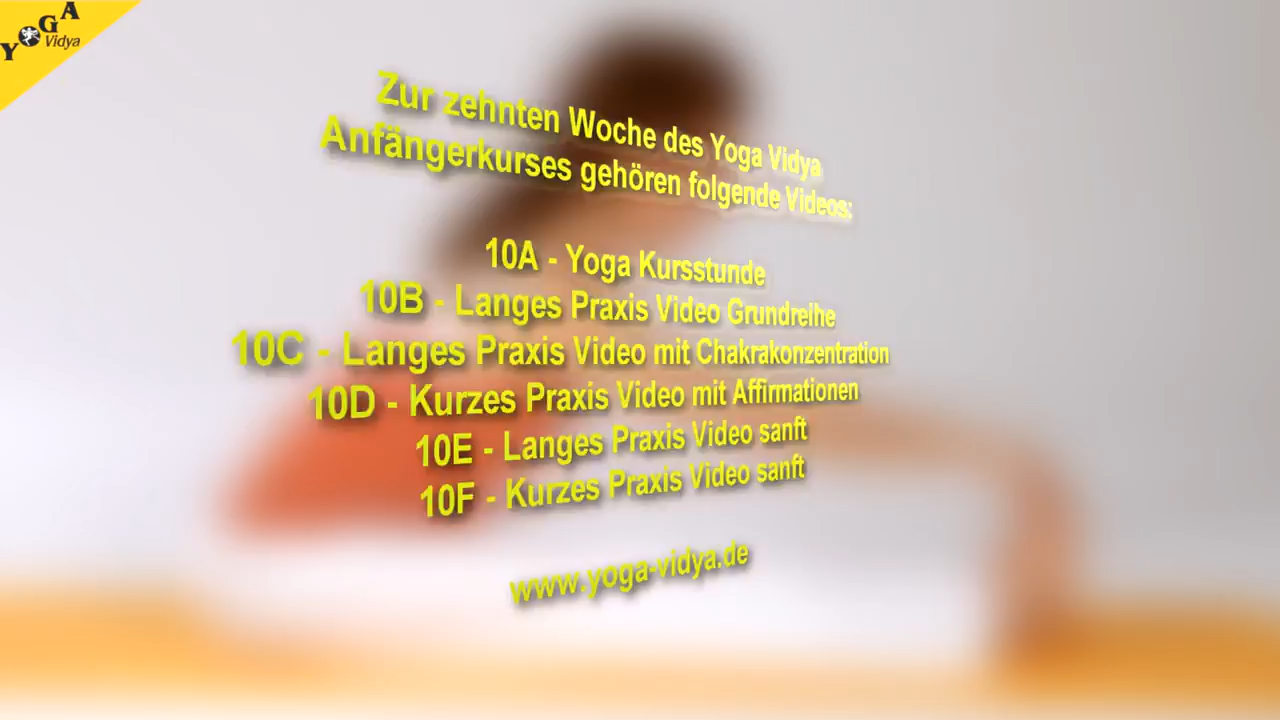 YOGA
Vidya
Zur zehnten Woche des Yoga Vidya
Anfängerkurses gehören folgende Videos:
10A - Yoga Kursstunde
10B - Langes Praxis Video Grundreihe
10C - Langes Praxis Video mit Chakrakonzentration
10D - Kurzes Praxis Video mit Affirmationen
10E - Langes Praxis Video sanft
10F - Kurzes Praxis Video sanft
www.yoga-vidya.de